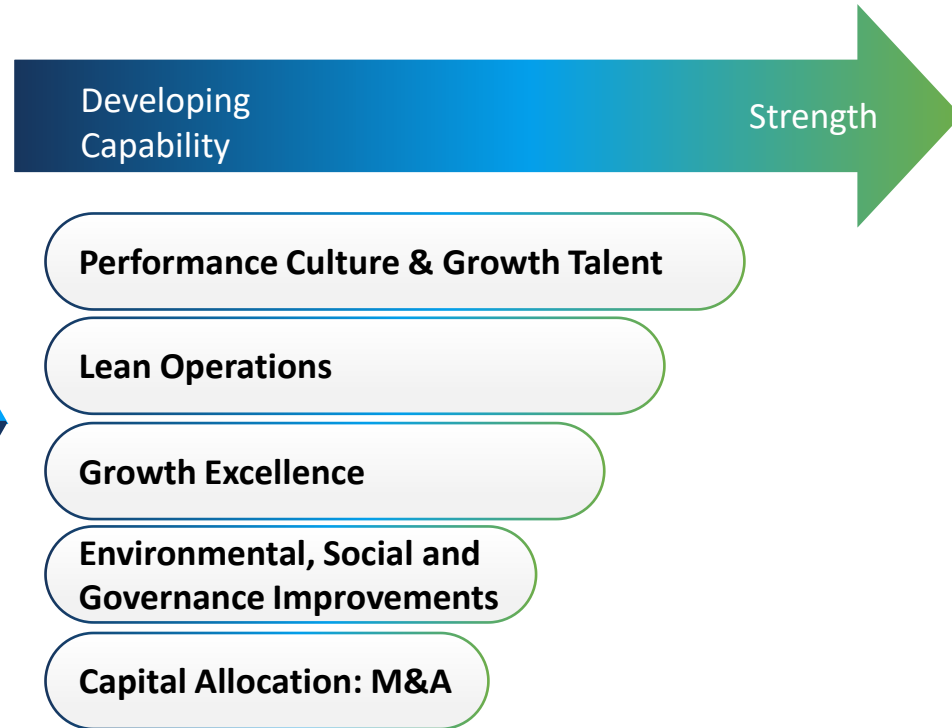 Developing
Capability
Strength
Performance Culture & Growth Talent
Lean Operations
Growth Excellence
Environmental, Social and
Governance Improvements
Capital Allocation: M&A